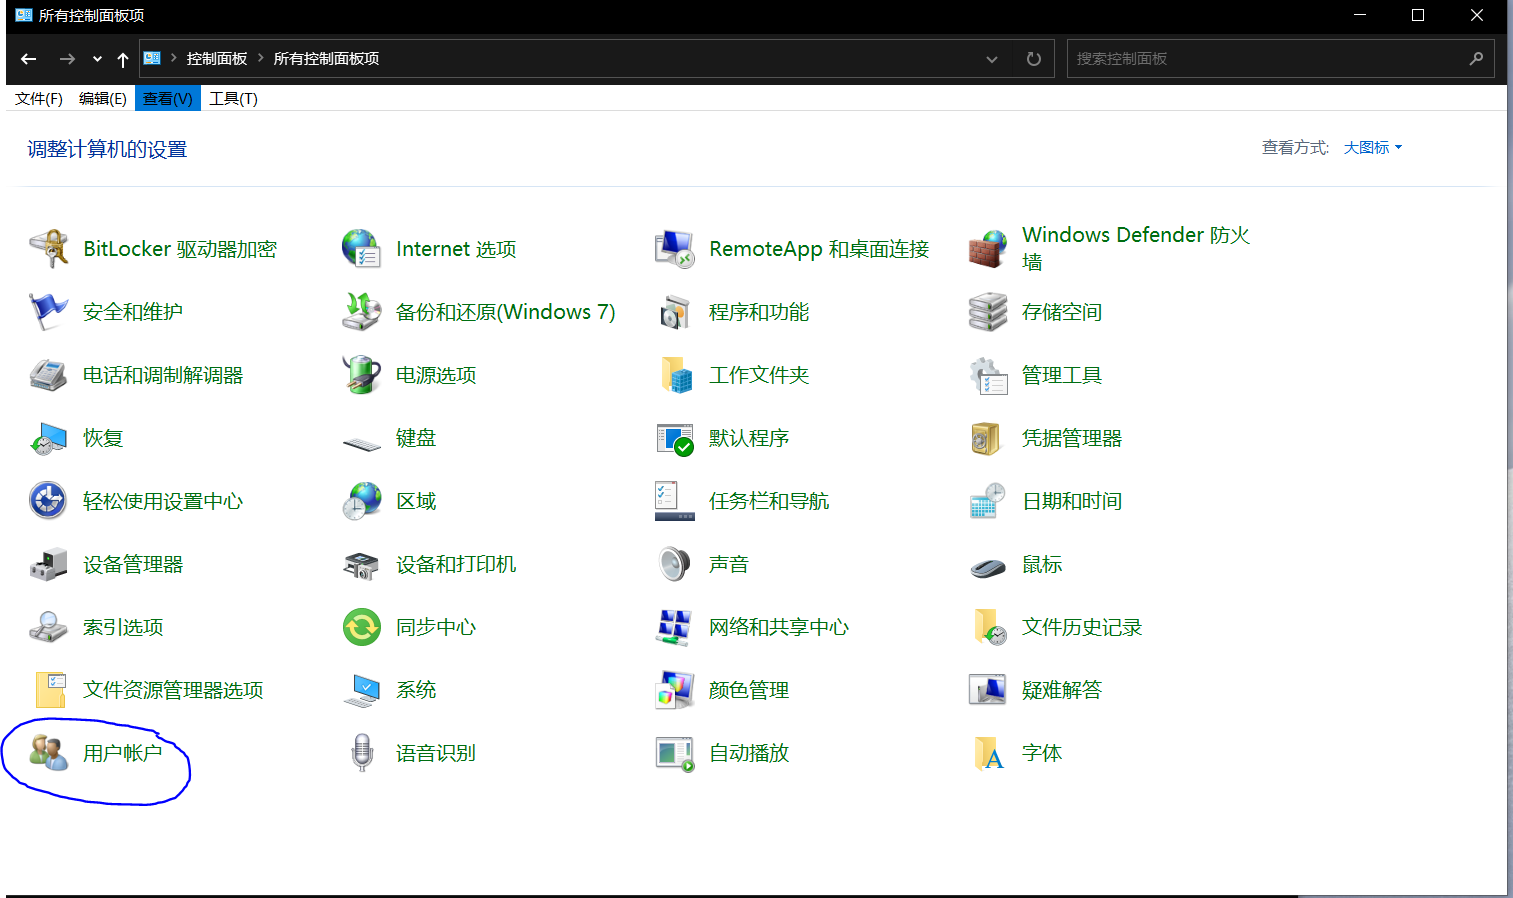 所有控制面板项
控制面板 所有控制面板项
搜索控制面板
文件(F) 编辑(E) 查看(V) 工具(T)
调整计算机的设置
查看方式: 大图标
BitLocker 驱动器加密
Internet 选项
RemoteApp 和桌面连接
Windows Defender 防火
墙
安全和维护
备份和还原(Windows 7)
程序和功能
存储空间
电话和调制解调器
电源选项
工作文件夹
管理工具
恢复
键盘
默认程序
凭据管理器
轻松使用设置中心
区域
任务栏和导航
日期和时间
设备管理器
设备和打印机
声音
鼠标
索引选项
同步中心
网络和共享中心
文件历史记录
文件资源管理器选项
系统
颜色管理
疑难解答
用户帐户
语音识别
自动播放
字体